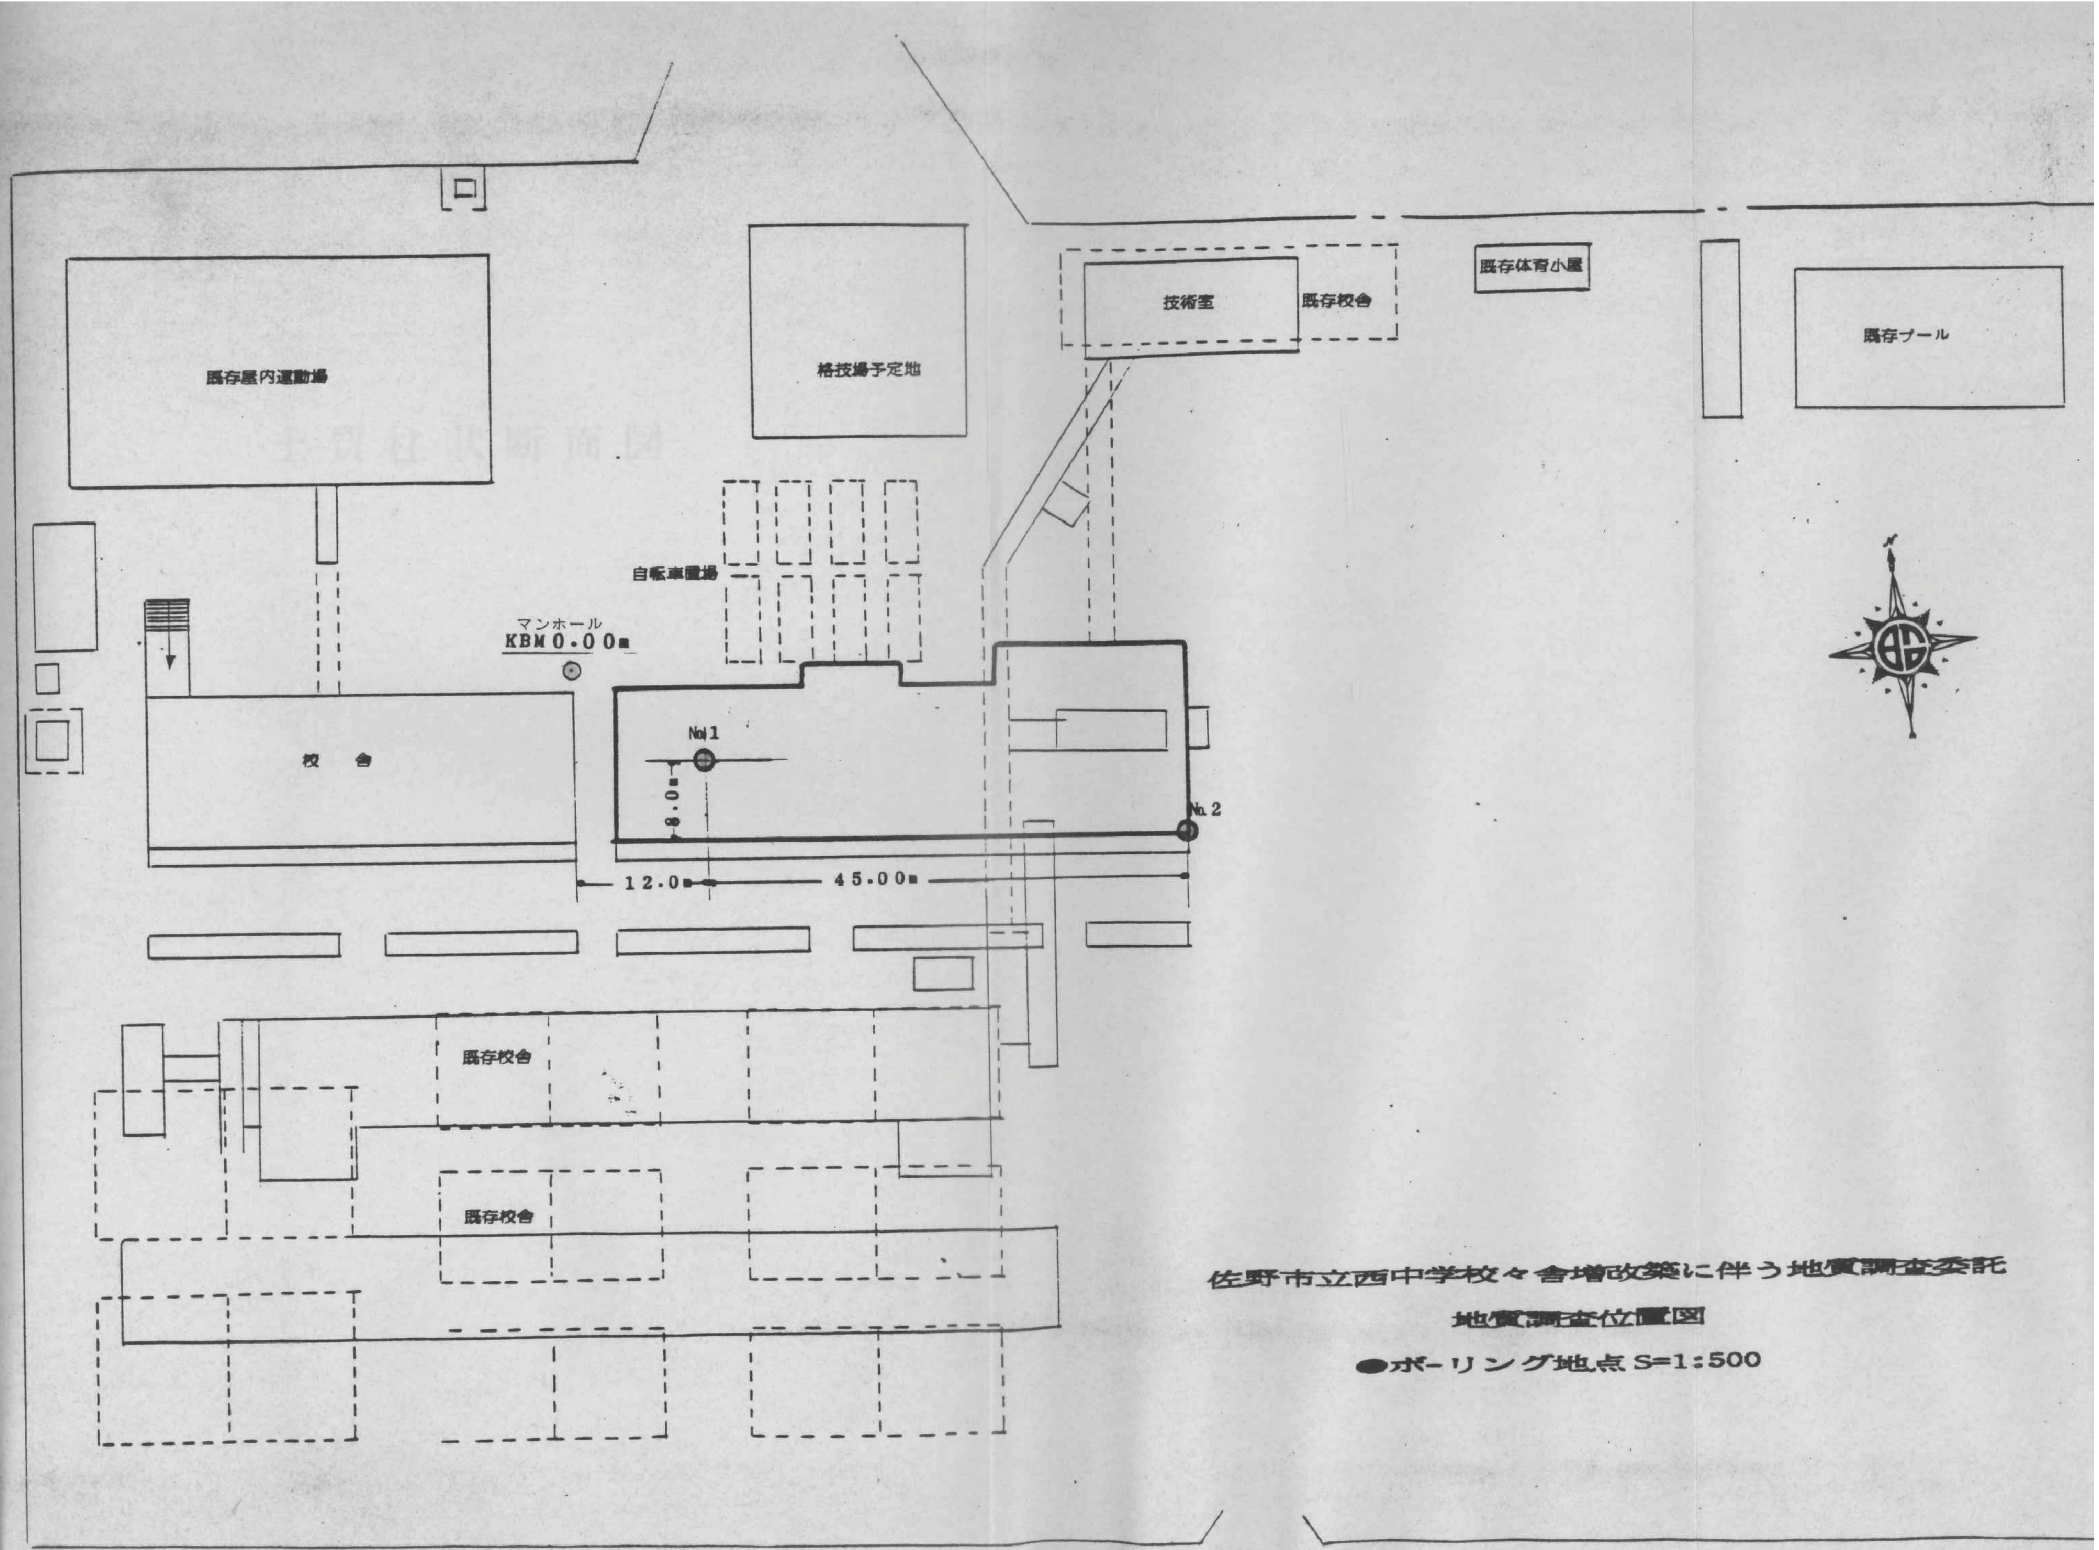 N
既存体育小屋
技術室
既存校舎
既存プール
既存屋内運動場
格技場予定地
自転車置場
マンホール
KBM 0.00m
No.1
校 舎
8.0m
No.2
12.0m
45.00m
既存校舎
既存校舎
佐野市立西中学校々舎増改築に伴う地質調査委託
地質調査位置図
●ボーリング地点 S=1:500